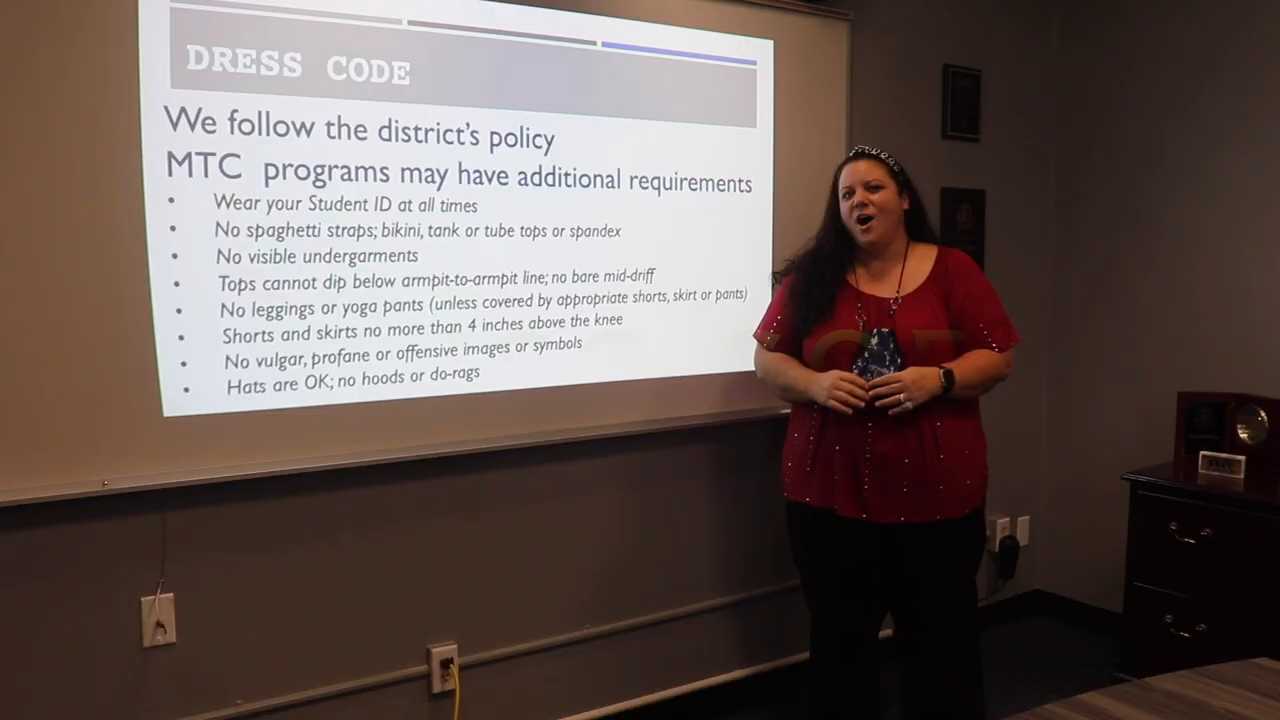 DRESS CODE
We follow the district's policy
MTC programs may have additional requirements
• Wear your Student ID at all times
• No spaghetti straps; bikini, tank or tube tops or spandex
• No visible undergarments
• Tops cannot dip below armpit-to-armpit line; no bare mid-driff
• No leggings or yoga pants (unless covered by appropriate shorts, skirt or pants)
• Shorts and skirts no more than 4 inches above the knee
• No vulgar, profane or offensive images or symbols
• Hats are OK; no hoods or do-rags